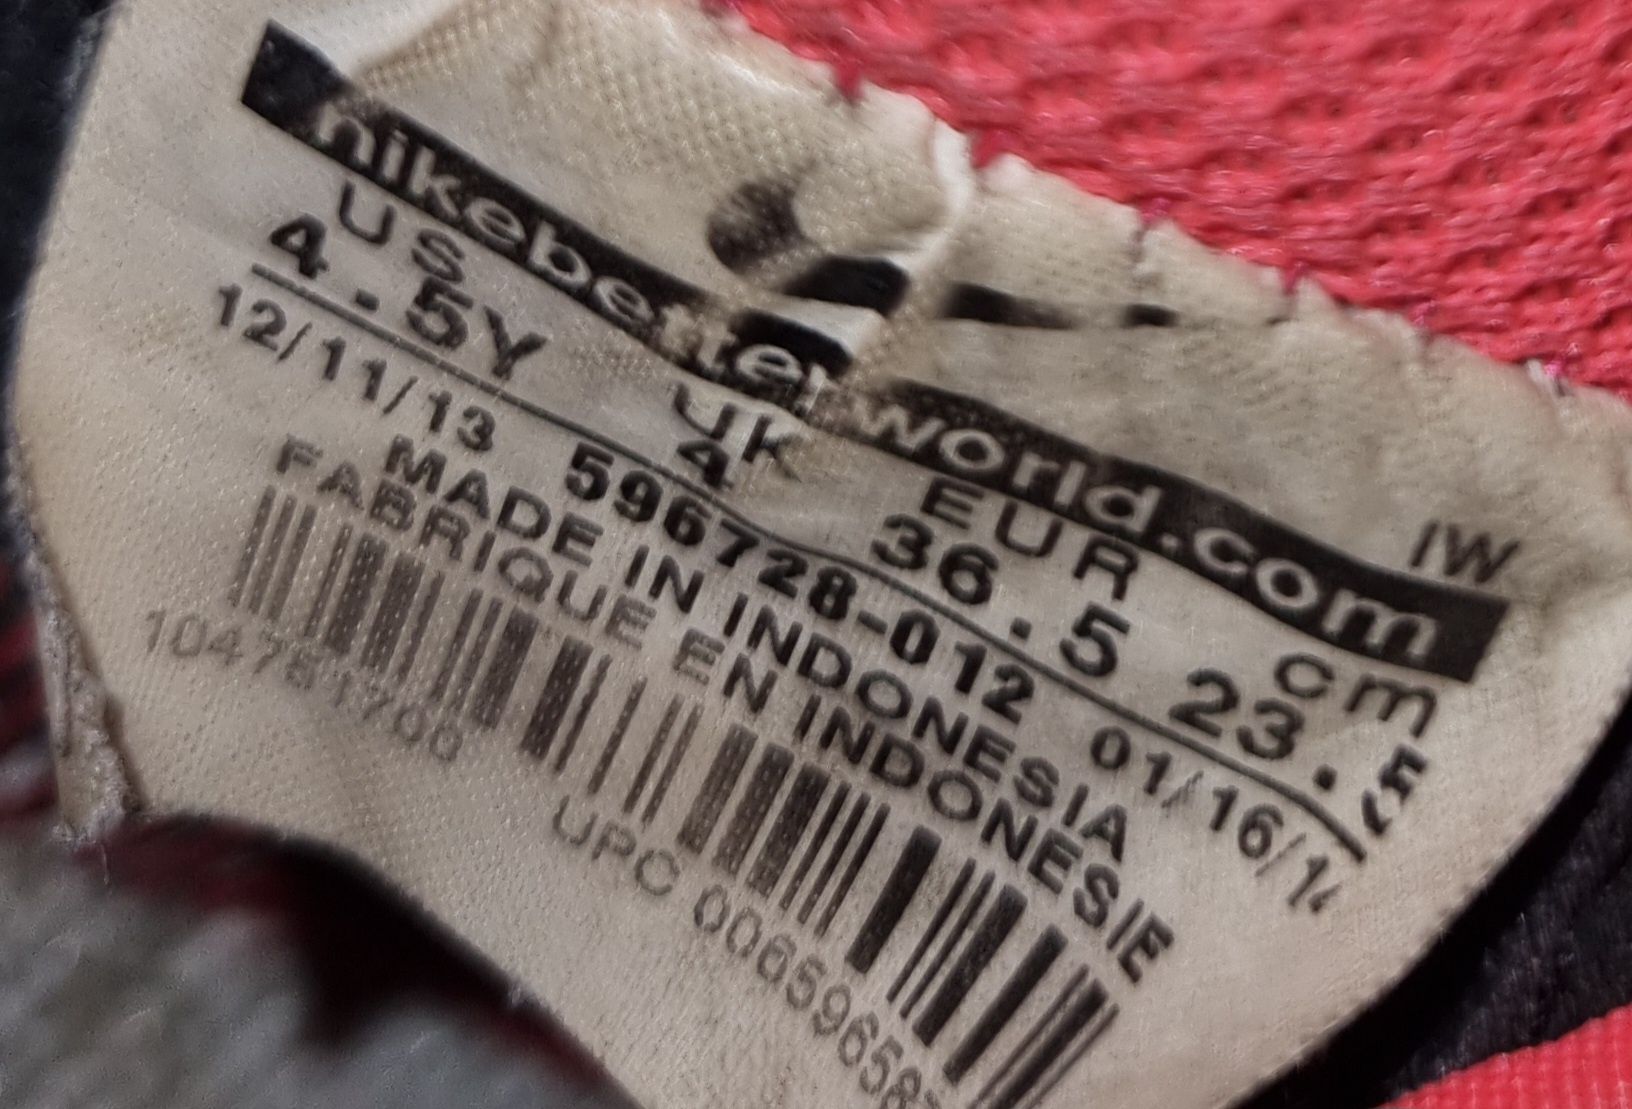 nikebetterworld.com
IW
US UK EUR cm
4.5Y 4 36.5 23.5
12/11/13 596728-012 01/16/14
MADE IN INDONESIA
FABRIQUE EN INDONESIE
UPC